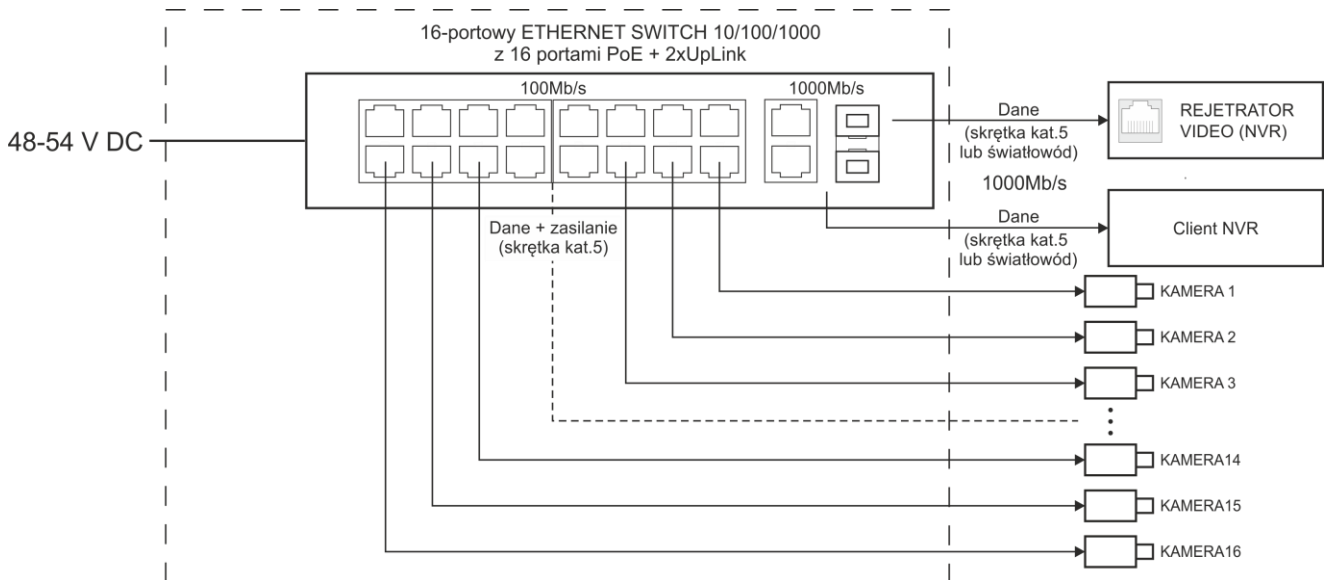 16-portowy ETHERNET SWITCH 10/100/1000
z 16 portami PoE + 2xUpLink
100Mb/s
1000Mb/s
48-54 V DC
Dane
(skrętka kat.5
lub światłowód)
REJETRATOR
VIDEO (NVR)
1000Mb/s
Dane
(skrętka kat.5
lub światłowód)
Client NVR
Dane + zasilanie
(skrętka kat.5)
KAMERA 1
KAMERA 2
KAMERA 3
KAMERA14
KAMERA15
KAMERA16